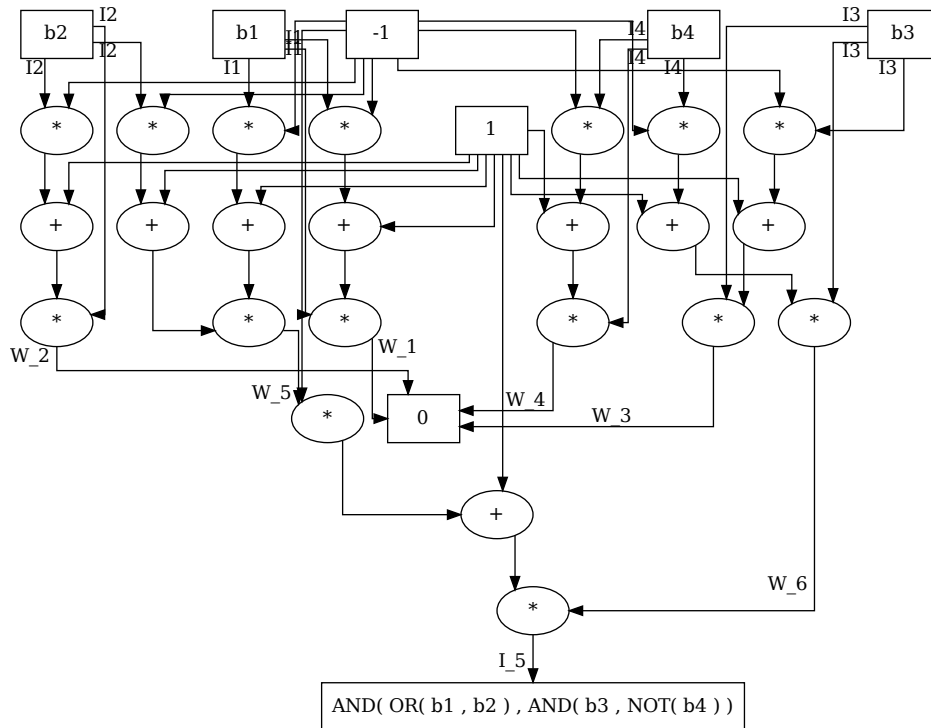 b2
I2
b1
-1
b4
I3
b3
I2
I1
I4
I3
I2
I1
I1
I4
I4
I3
*
*
*
*
1
*
*
*
+
+
+
+
+
+
+
*
*
*
*
*
*
W_2
W_1
W_5
*
0
W_4
W_3
+
W_6
*
I_5
AND( OR( b1 , b2 ) , AND( b3 , NOT( b4 ) )